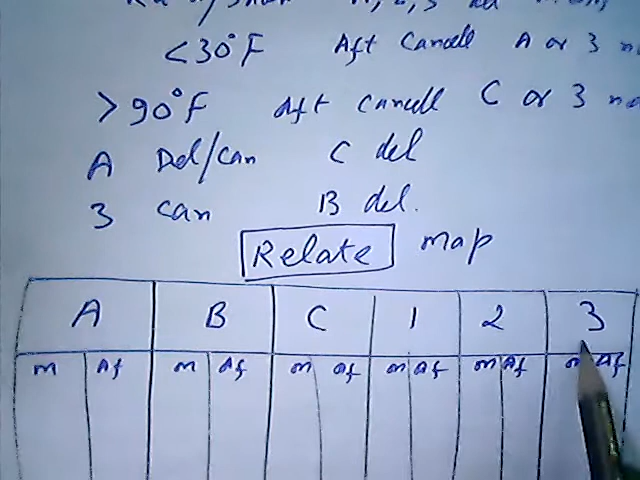 <30°F Aft Cancell A or 3
>90°F Aft Cancell C or 3
A Del/Can C del
3 can B del.
Relate map
A B C 1 2 3
m Af m Af m af m af m Af m Af